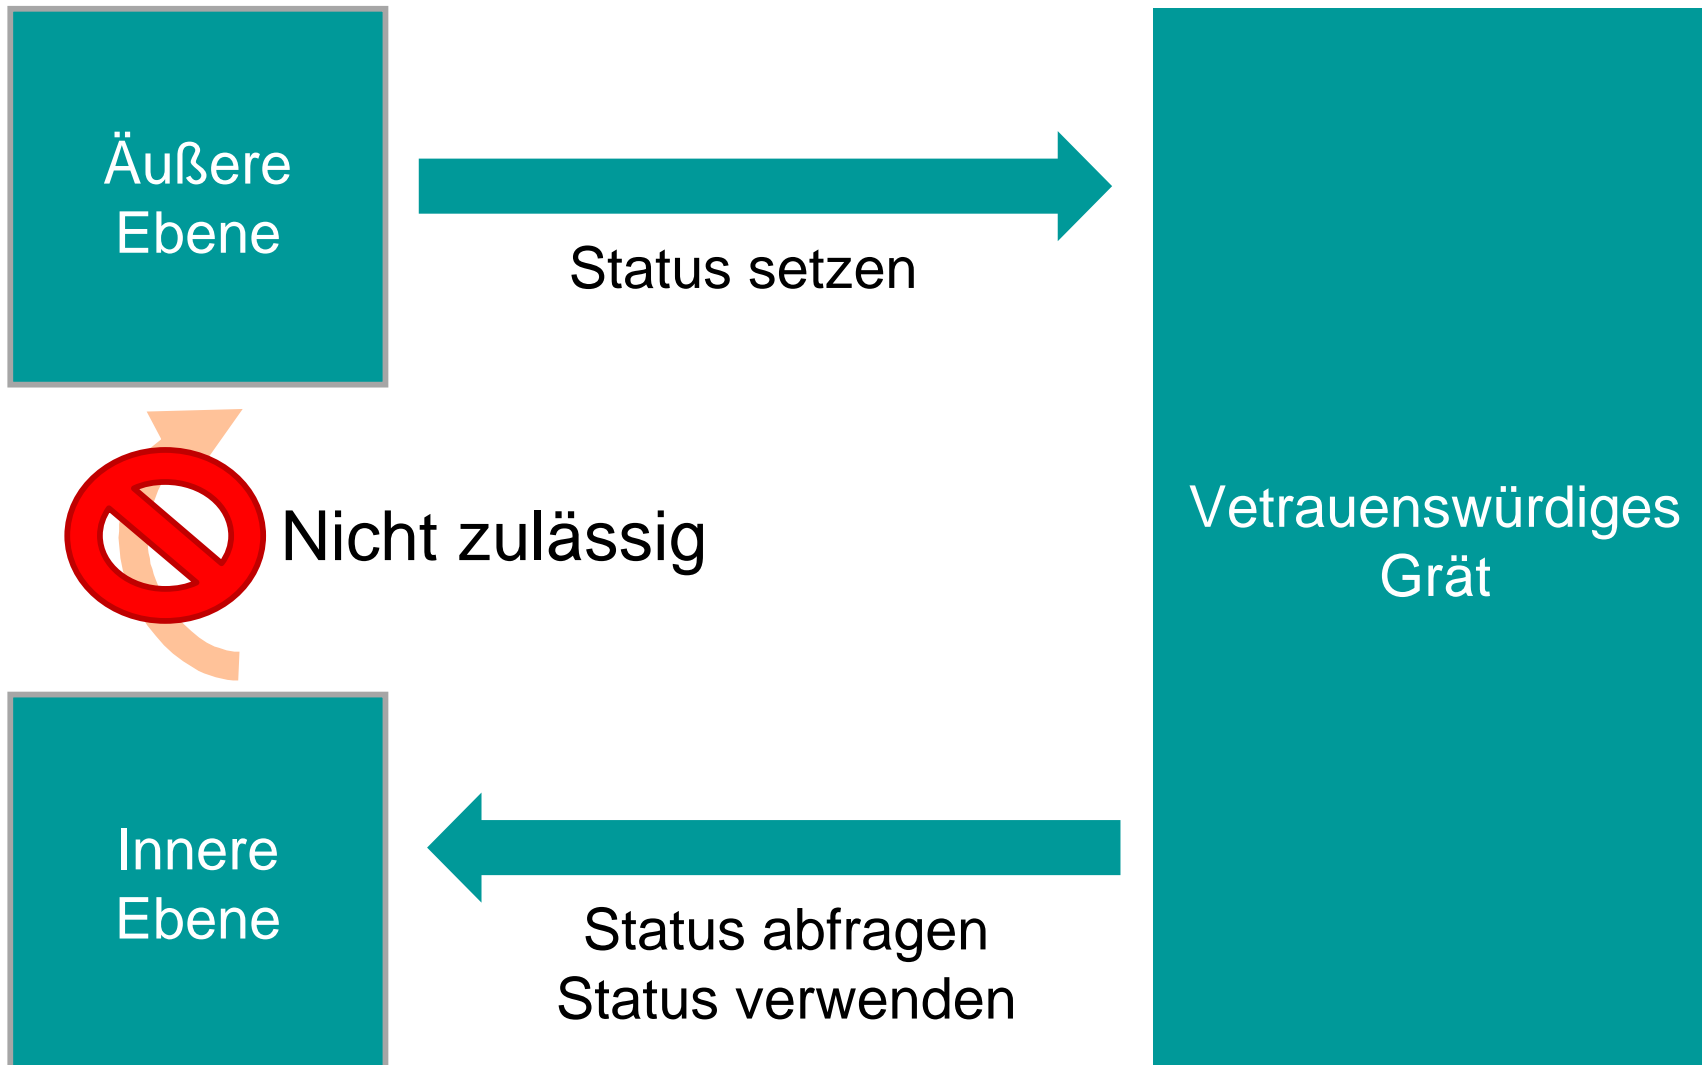 Äußere
Ebene
Status setzen
Nicht zulässig
Vetrauenswürdiges
Grät
Innere
Ebene
Status abfragen
Status verwenden